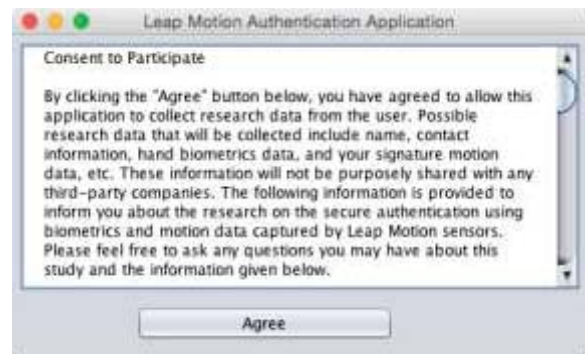 Leap Motion Authentication Application
Consent to Participate
By clicking the "Agree" button below, you have agreed to allow this
application to collect research data from the user. Possible
research data that will be collected include name, contact
information, hand biometrics data, and your signature motion
data, etc. These information will not be purposely shared with any
third-party companies. The following information is provided to
inform you about the research on the secure authentication using
biometrics and motion data captured by Leap Motion sensors.
Please feel free to ask any questions you may have about this
study and the information given below.
Agree